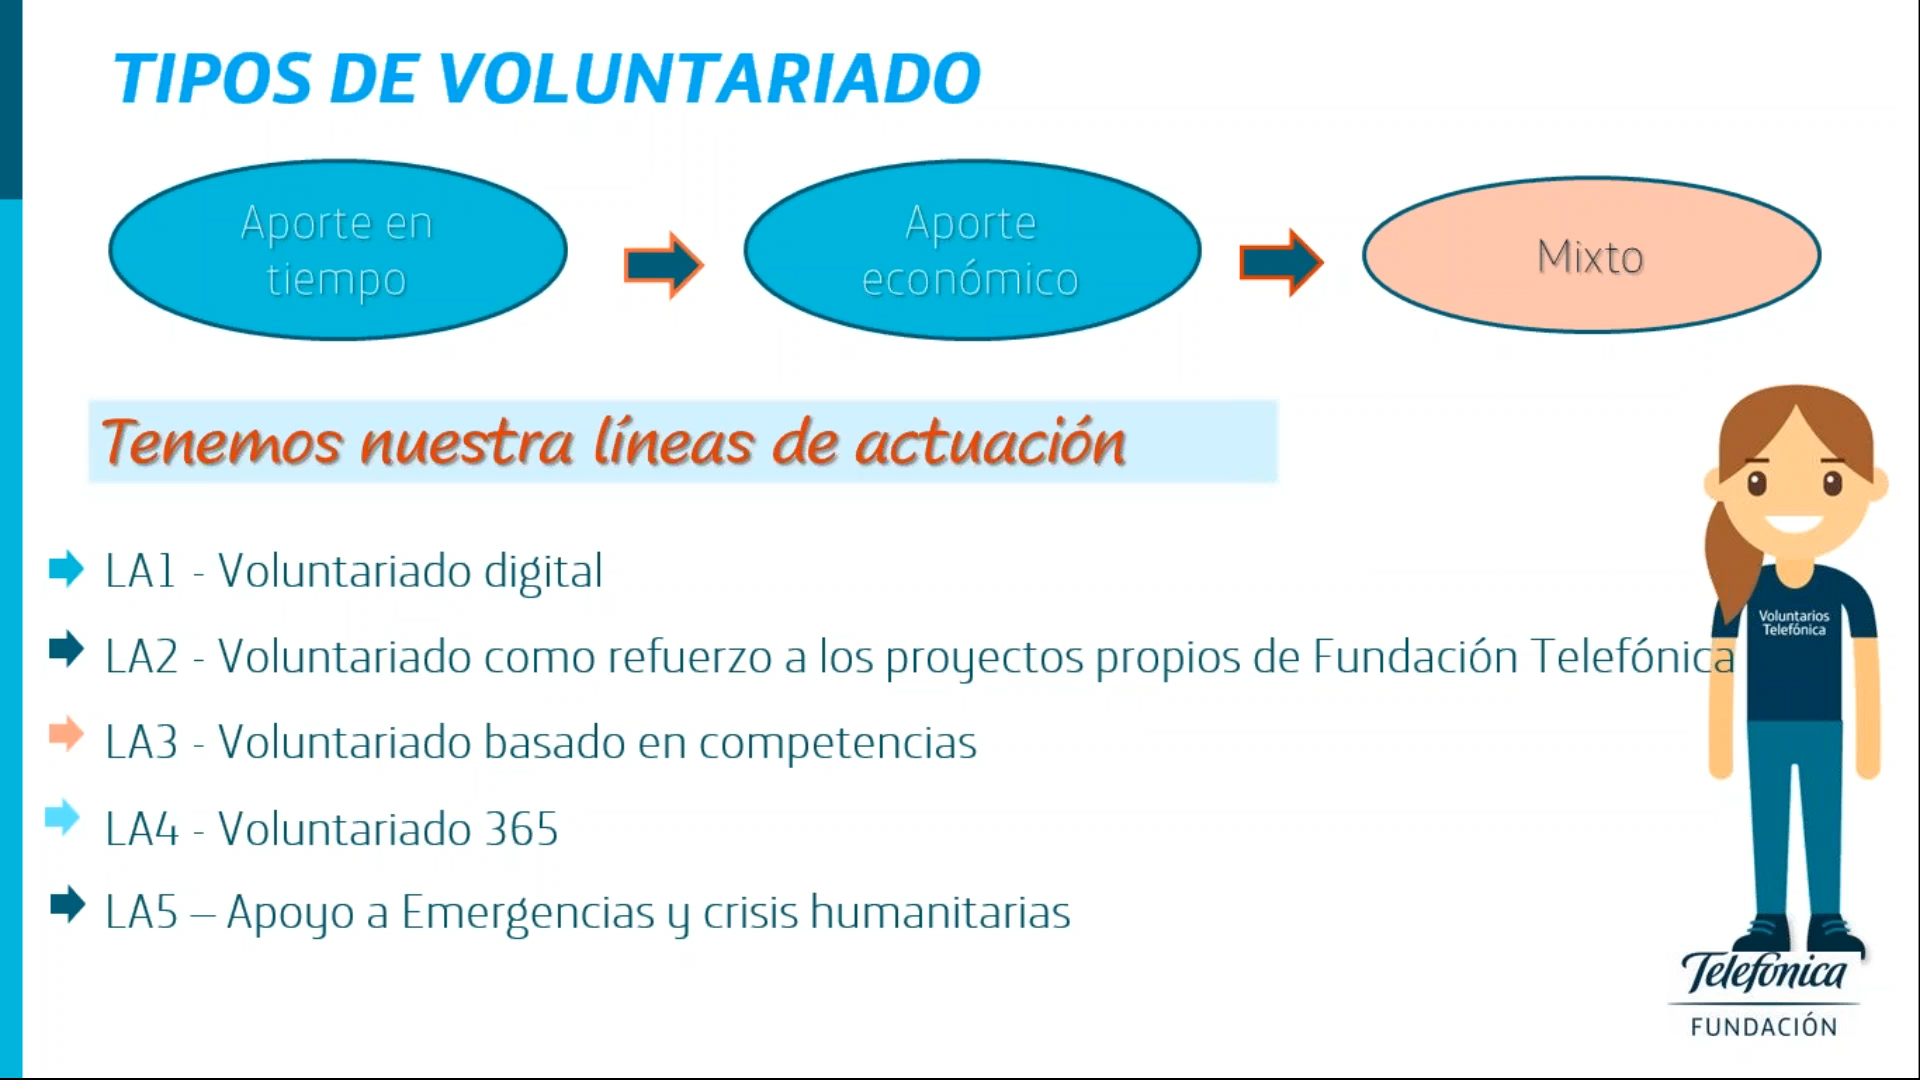 TIPOS DE VOLUNTARIADO
Aporte en
tiempo
Aporte
económico
Mixto
Tenemos nuestra líneas de actuación
LA1 - Voluntariado digital
LA2 - Voluntariado como refuerzo a los proyectos propios de Fundación Telefónica
LA3 - Voluntariado basado en competencias
LA4 - Voluntariado 365
LA5 – Apoyo a Emergencias y crisis humanitarias
Voluntarios
Telefónica
Telefónica
FUNDACIÓN